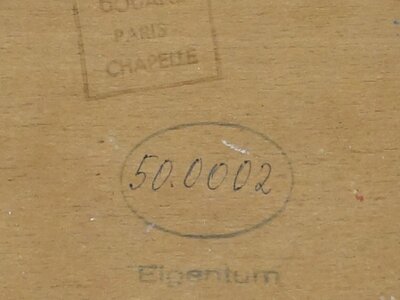 PARIS
CHAPELLE
50.0002
Eigentum